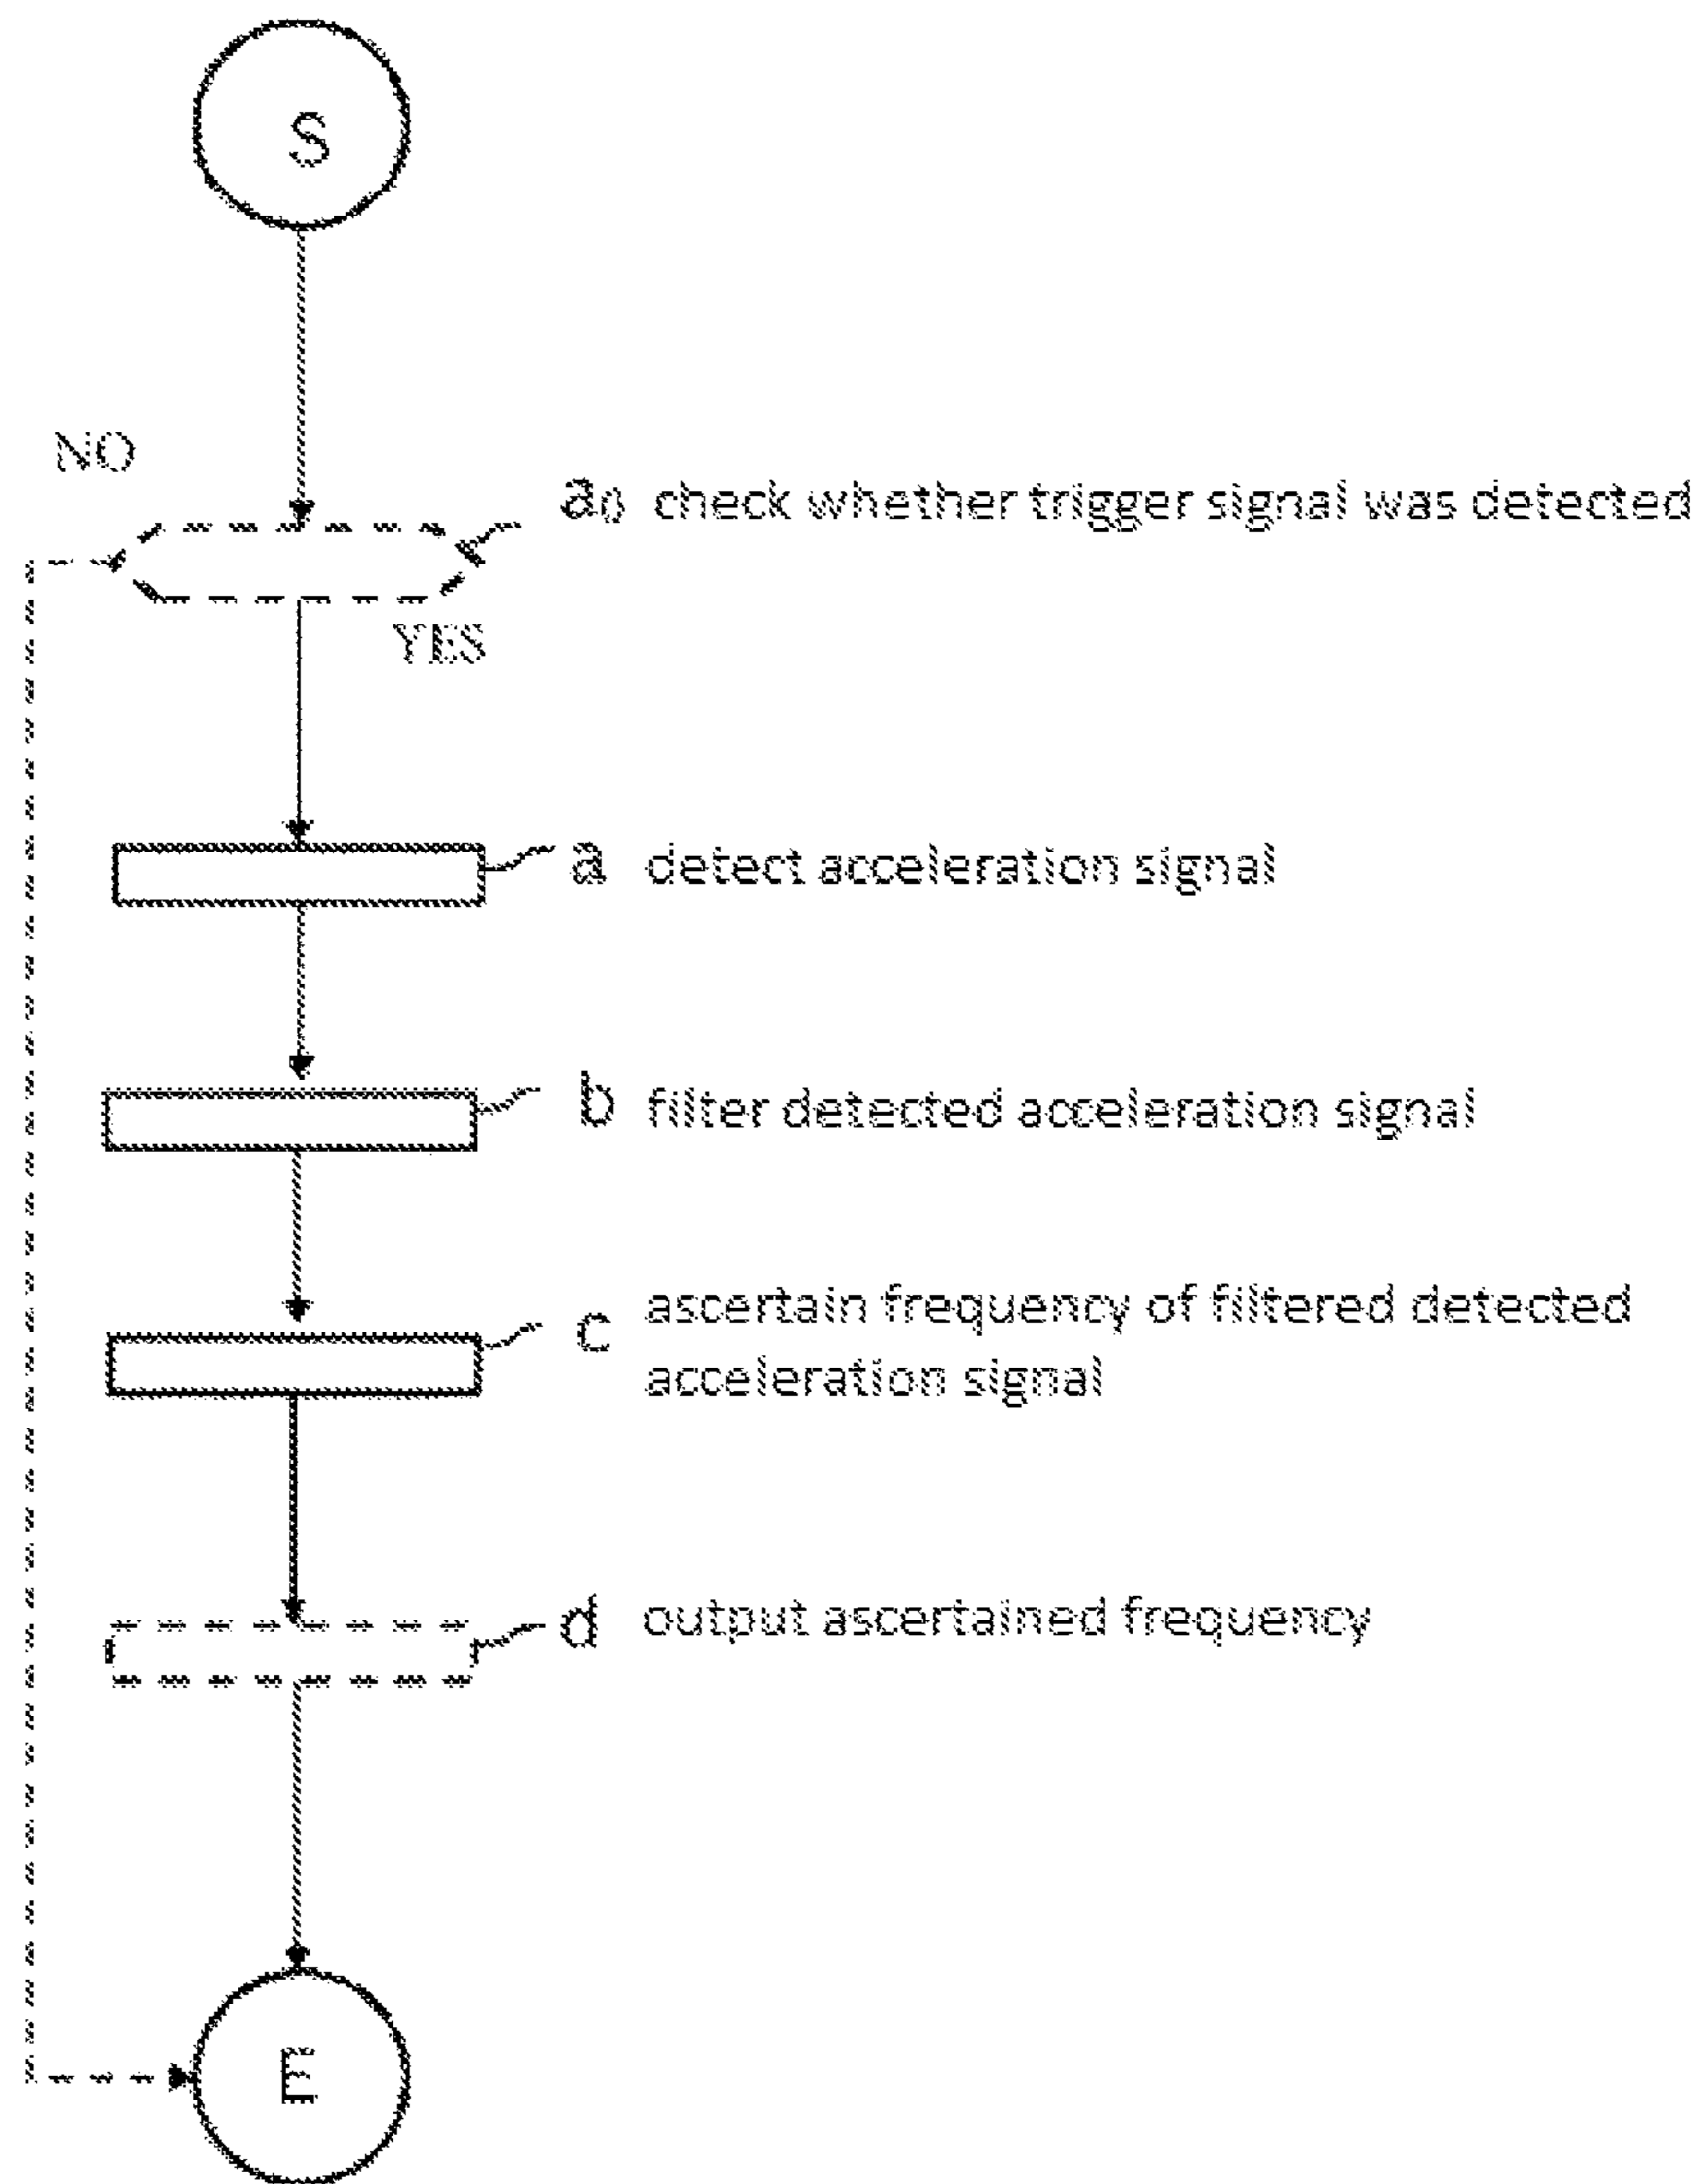 S
NO
a₀ check whether trigger signal was detected
YES
a detect acceleration signal
b filter detected acceleration signal
c ascertain frequency of filtered detected
acceleration signal
d output ascertained frequency
E